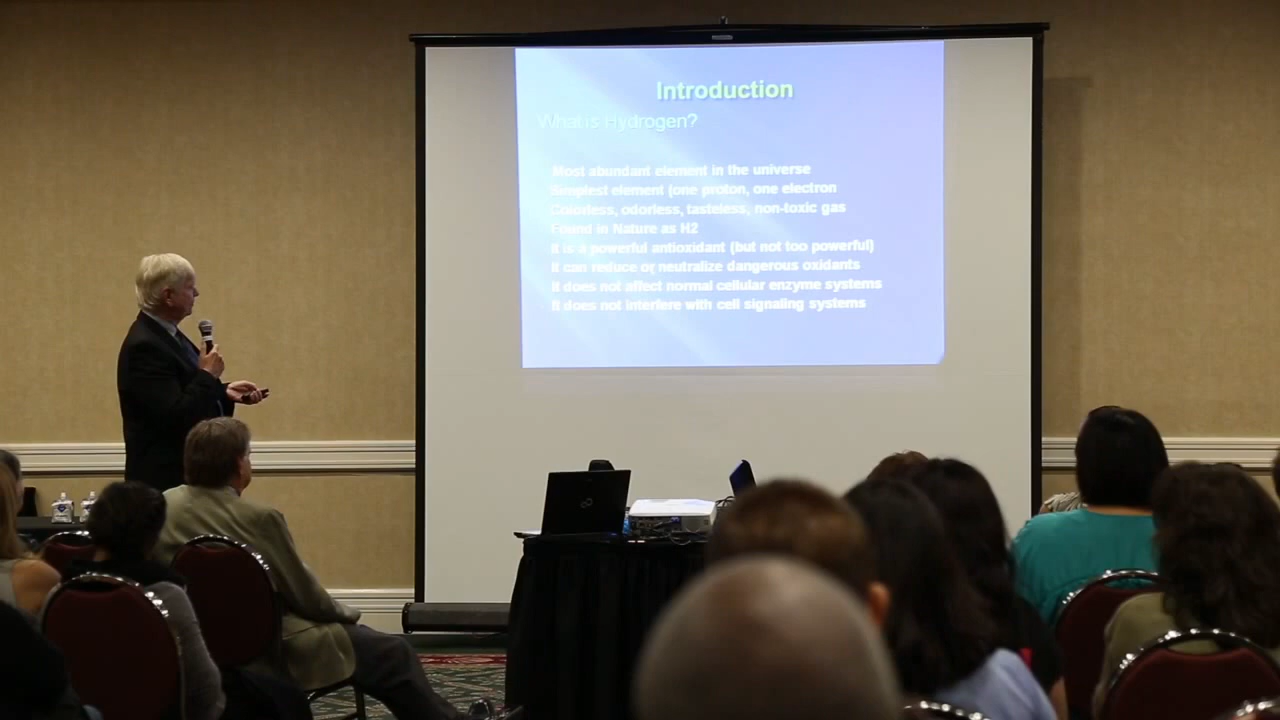 Introduction
What is Hydrogen?
Most abundant element in the universe
Simplest element (one proton, one electron
Colorless, odorless, tasteless, non-toxic gas
Found in Nature as H2
It is a powerful antioxidant (but not too powerful)
It can reduce or neutralize dangerous oxidants
It does not affect normal cellular enzyme systems
It does not interfere with cell signaling systems